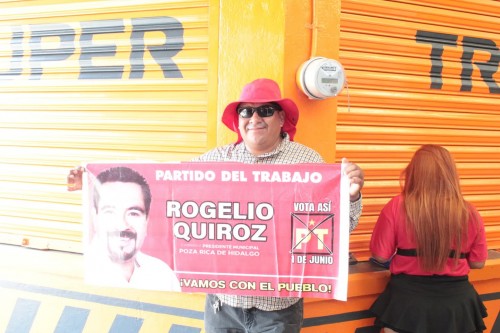 UPER
TR
PARTIDO DEL TRABAJO
ROGELIO
QUIROZ
PRESIDENTE MUNICIPAL
POZA RICA DE HIDALGO
VOTA ASÍ
PT
1 DE JUNIO
¡VAMOS CON EL PUEBLO!